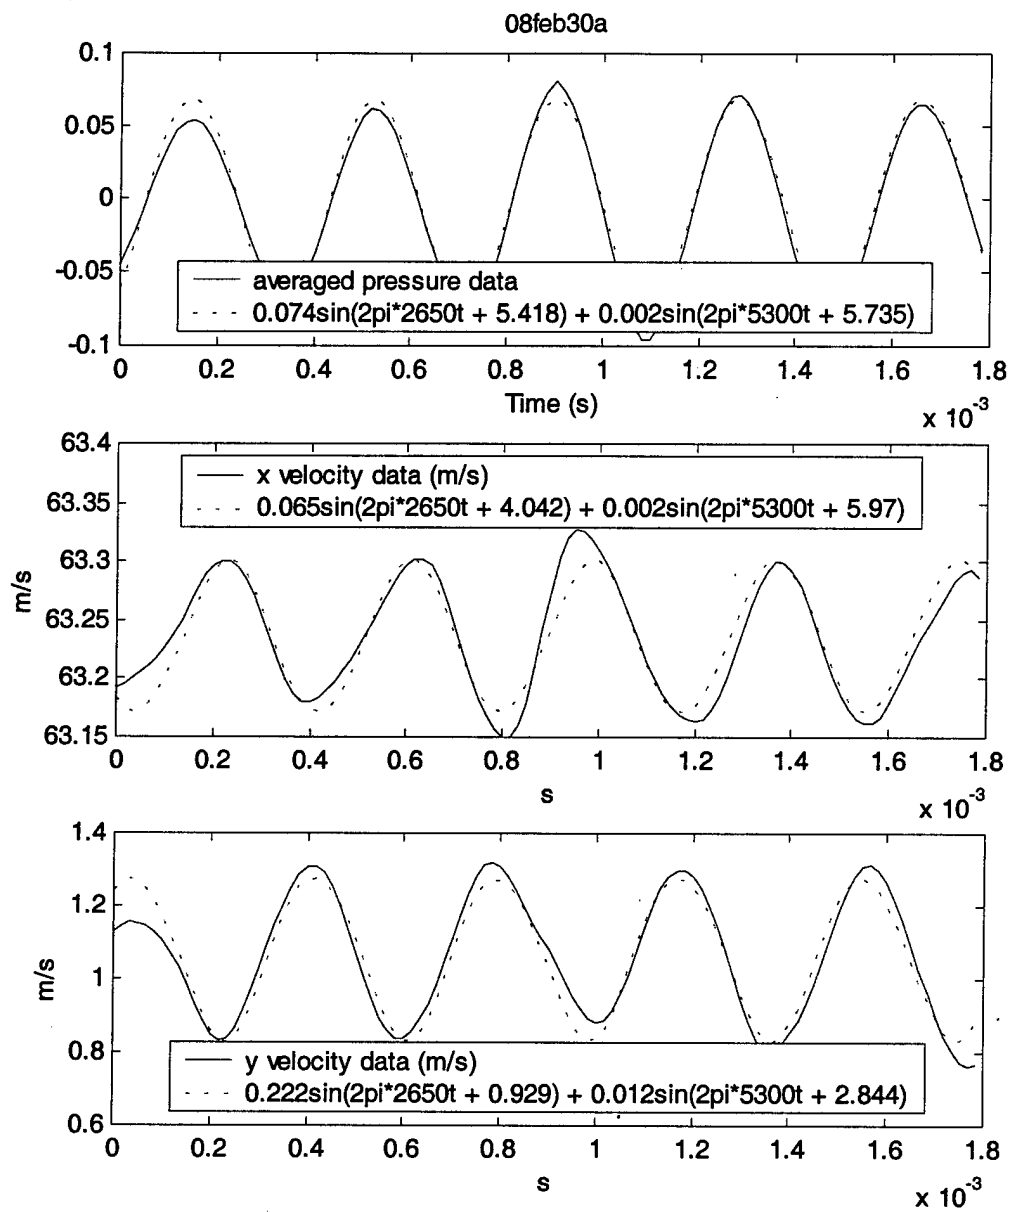 08feb30a
0.1
0.05
0
-0.05
-0.1
averaged pressure data
0.074sin(2pi*2650t + 5.418) + 0.002sin(2pi*5300t + 5.735)
0 0.2 0.4 0.6 0.8 1 1.2 1.4 1.6 1.8
Time (s)
x 10^-3
63.4
63.35
63.3
63.25
63.2
63.15
m/s
x velocity data (m/s)
0.065sin(2pi*2650t + 4.042) + 0.002sin(2pi*5300t + 5.97)
0 0.2 0.4 0.6 0.8 1 1.2 1.4 1.6 1.8
s
x 10^-3
1.4
1.2
1
0.8
0.6
m/s
y velocity data (m/s)
0.222sin(2pi*2650t + 0.929) + 0.012sin(2pi*5300t + 2.844)
0 0.2 0.4 0.6 0.8 1 1.2 1.4 1.6 1.8
s
x 10^-3